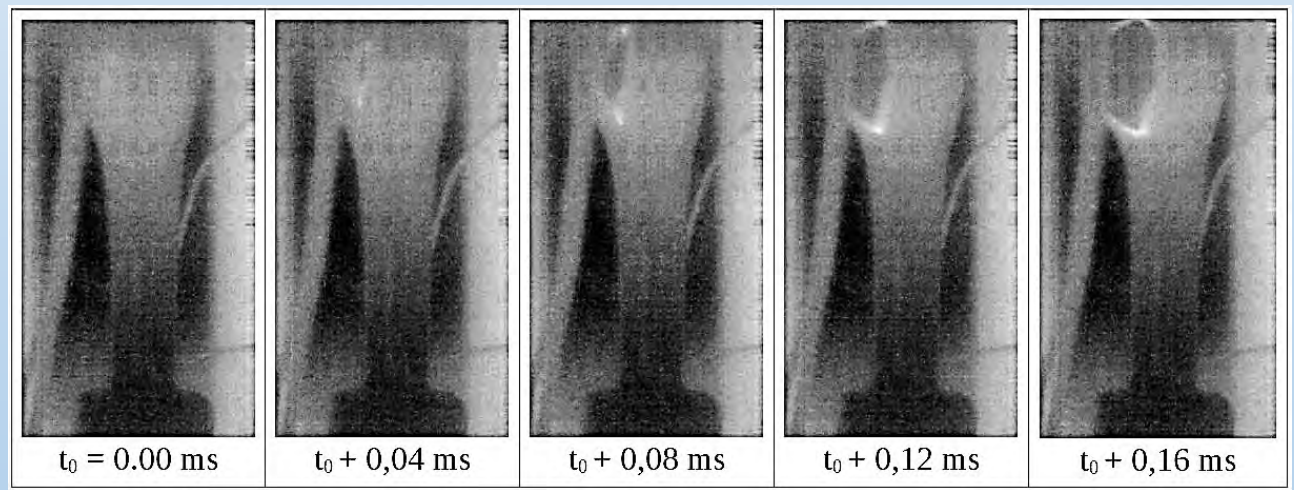 t₀ = 0.00 ms
t₀ + 0,04 ms
t₀ + 0,08 ms
t₀ + 0,12 ms
t₀ + 0,16 ms